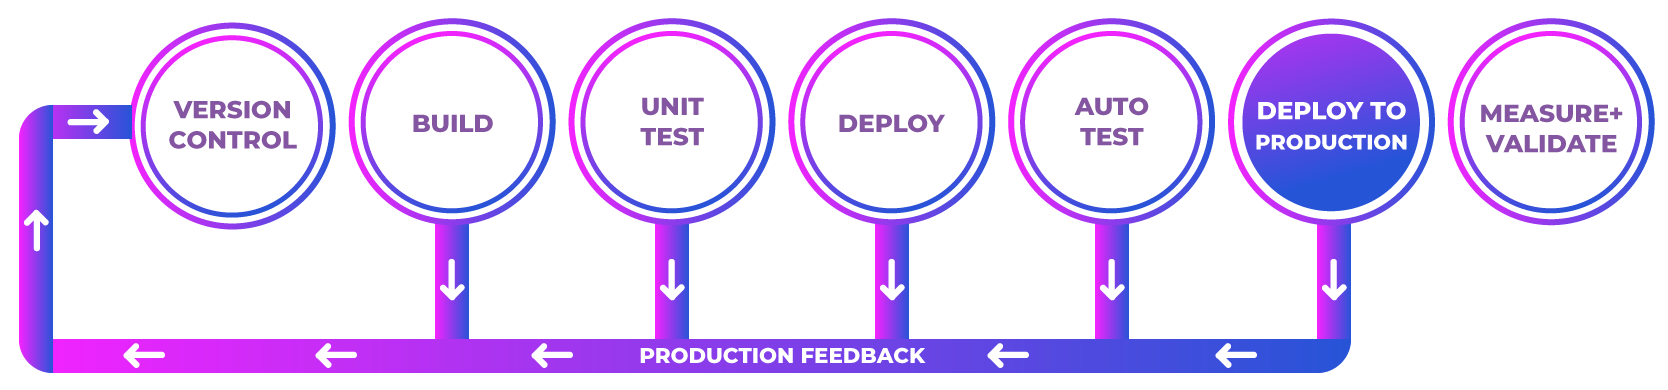 VERSION
CONTROL
BUILD
UNIT
TEST
DEPLOY
AUTO
TEST
DEPLOY TO
PRODUCTION
MEASURE+
VALIDATE
PRODUCTION FEEDBACK